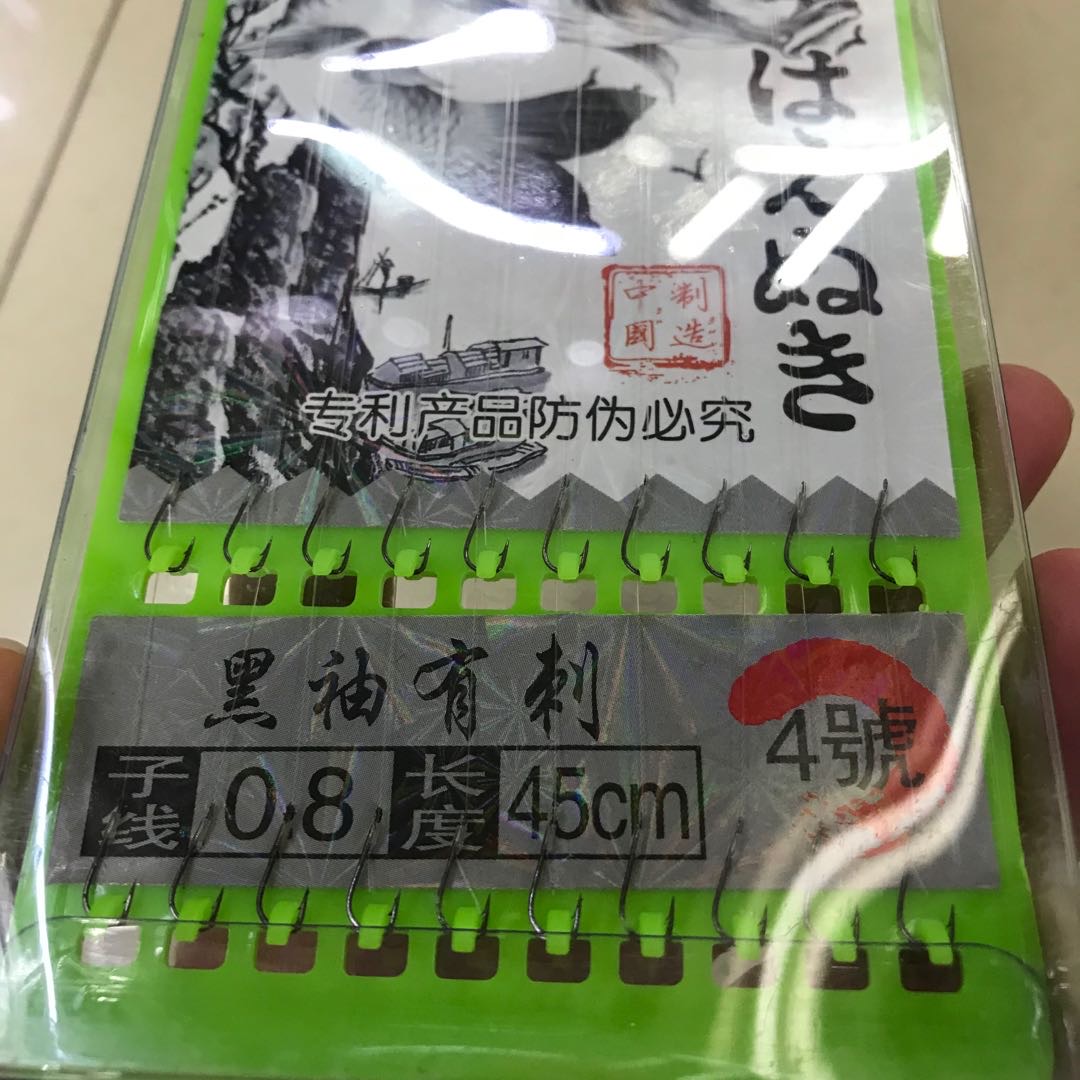 は ぬき
中國
制造
专利产品防伪必究
黑袖有刺
4號
子线 0.8 长度 45cm